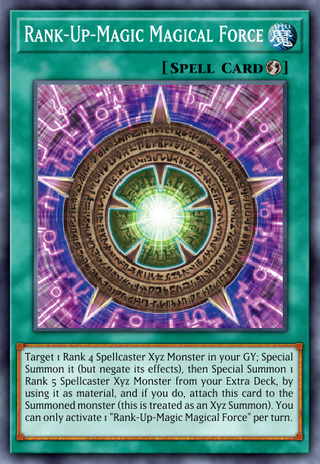 Rank-Up-Magic Magical Force
[Spell Card]
Target 1 Rank 4 Spellcaster Xyz Monster in your GY; Special
Summon it (but negate its effects), then Special Summon 1
Rank 5 Spellcaster Xyz Monster from your Extra Deck, by
using it as material, and if you do, attach this card to the
Summoned monster (this is treated as an Xyz Summon). You
can only activate 1 "Rank-Up-Magic Magical Force" per turn.